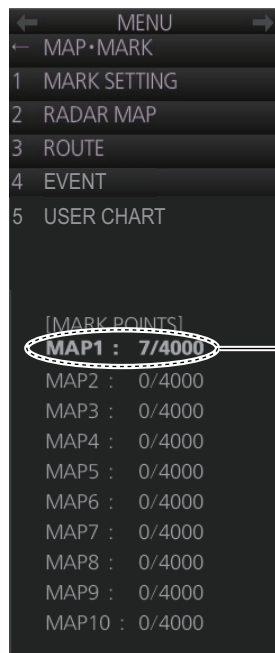 ← MENU →
← MAP•MARK
1 MARK SETTING
2 RADAR MAP
3 ROUTE
4 EVENT
5 USER CHART
[MARK POINTS]
MAP1 : 7/4000
MAP2 : 0/4000
MAP3 : 0/4000
MAP4 : 0/4000
MAP5 : 0/4000
MAP6 : 0/4000
MAP7 : 0/4000
MAP8 : 0/4000
MAP9 : 0/4000
MAP10 : 0/4000